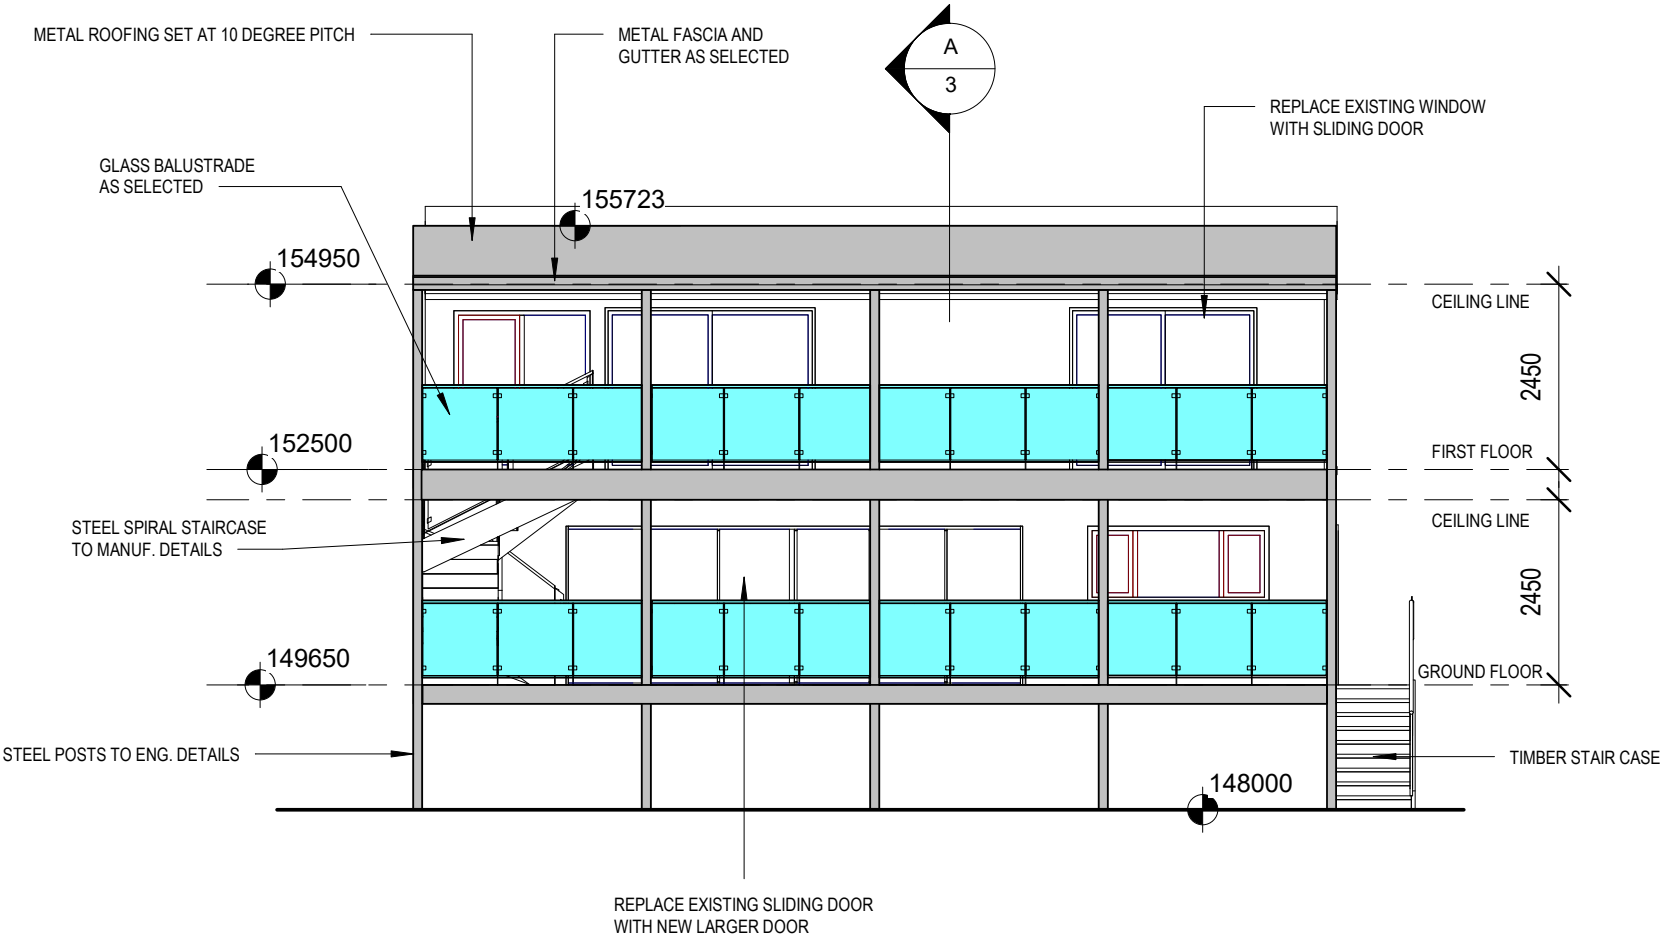 METAL ROOFING SET AT 10 DEGREE PITCH
METAL FASCIA AND
GUTTER AS SELECTED
A
3
REPLACE EXISTING WINDOW
WITH SLIDING DOOR
GLASS BALUSTRADE
AS SELECTED
155723
154950
CEILING LINE
2450
152500
FIRST FLOOR
CEILING LINE
STEEL SPIRAL STAIRCASE
TO MANUF. DETAILS
2450
149650
GROUND FLOOR
STEEL POSTS TO ENG. DETAILS
TIMBER STAIR CASE
148000
REPLACE EXISTING SLIDING DOOR
WITH NEW LARGER DOOR